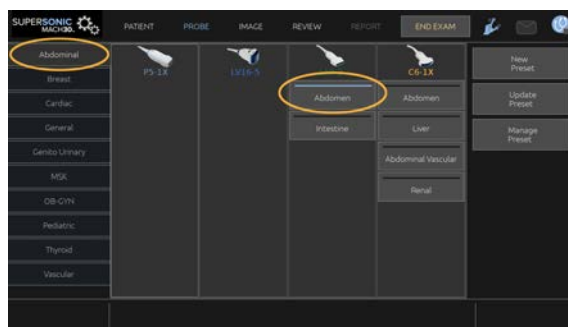 SUPERSONIC
MACH30.
PATIENT
PROBE
IMAGE
REVIEW
REPORT
END EXAM
Abdominal
Breast
Cardiac
General
Genito Urinary
MSK
OB-GYN
Pediatric
Thyroid
Vascular
P5-1X
LV16-5
Abdomen
Intestine
C6-1X
Abdomen
Liver
Abdominal Vascular
Renal
New
Preset
Update
Preset
Manage
Preset